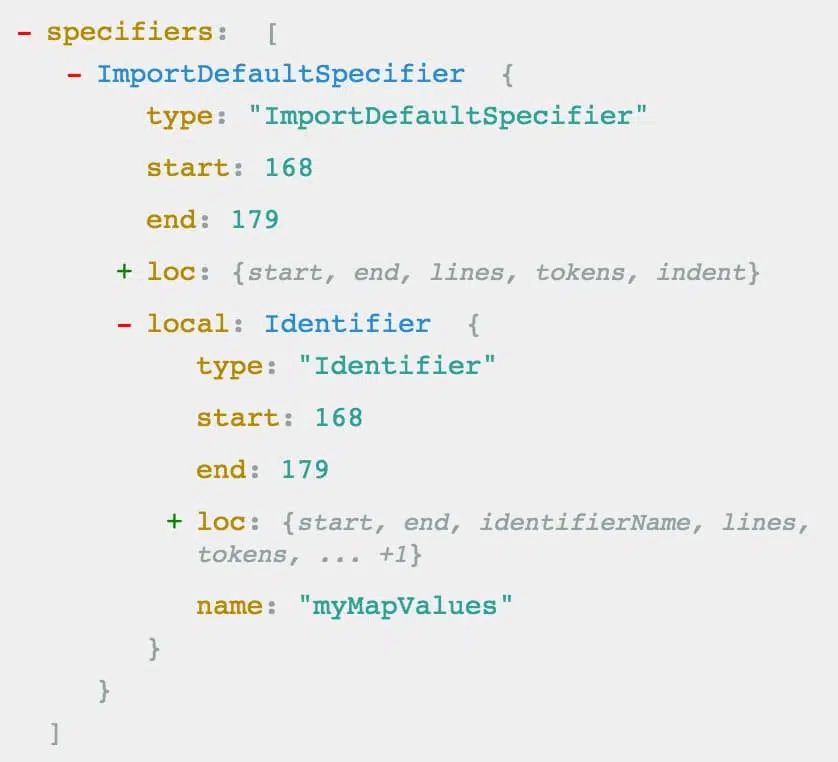 - specifiers: [
- ImportDefaultSpecifier {
type: "ImportDefaultSpecifier"
start: 168
end: 179
+ loc: {start, end, lines, tokens, indent}
- local: Identifier {
type: "Identifier"
start: 168
end: 179
+ loc: {start, end, identifierName, lines,
tokens, ... +1}
name: "myMapValues"
}
}
]